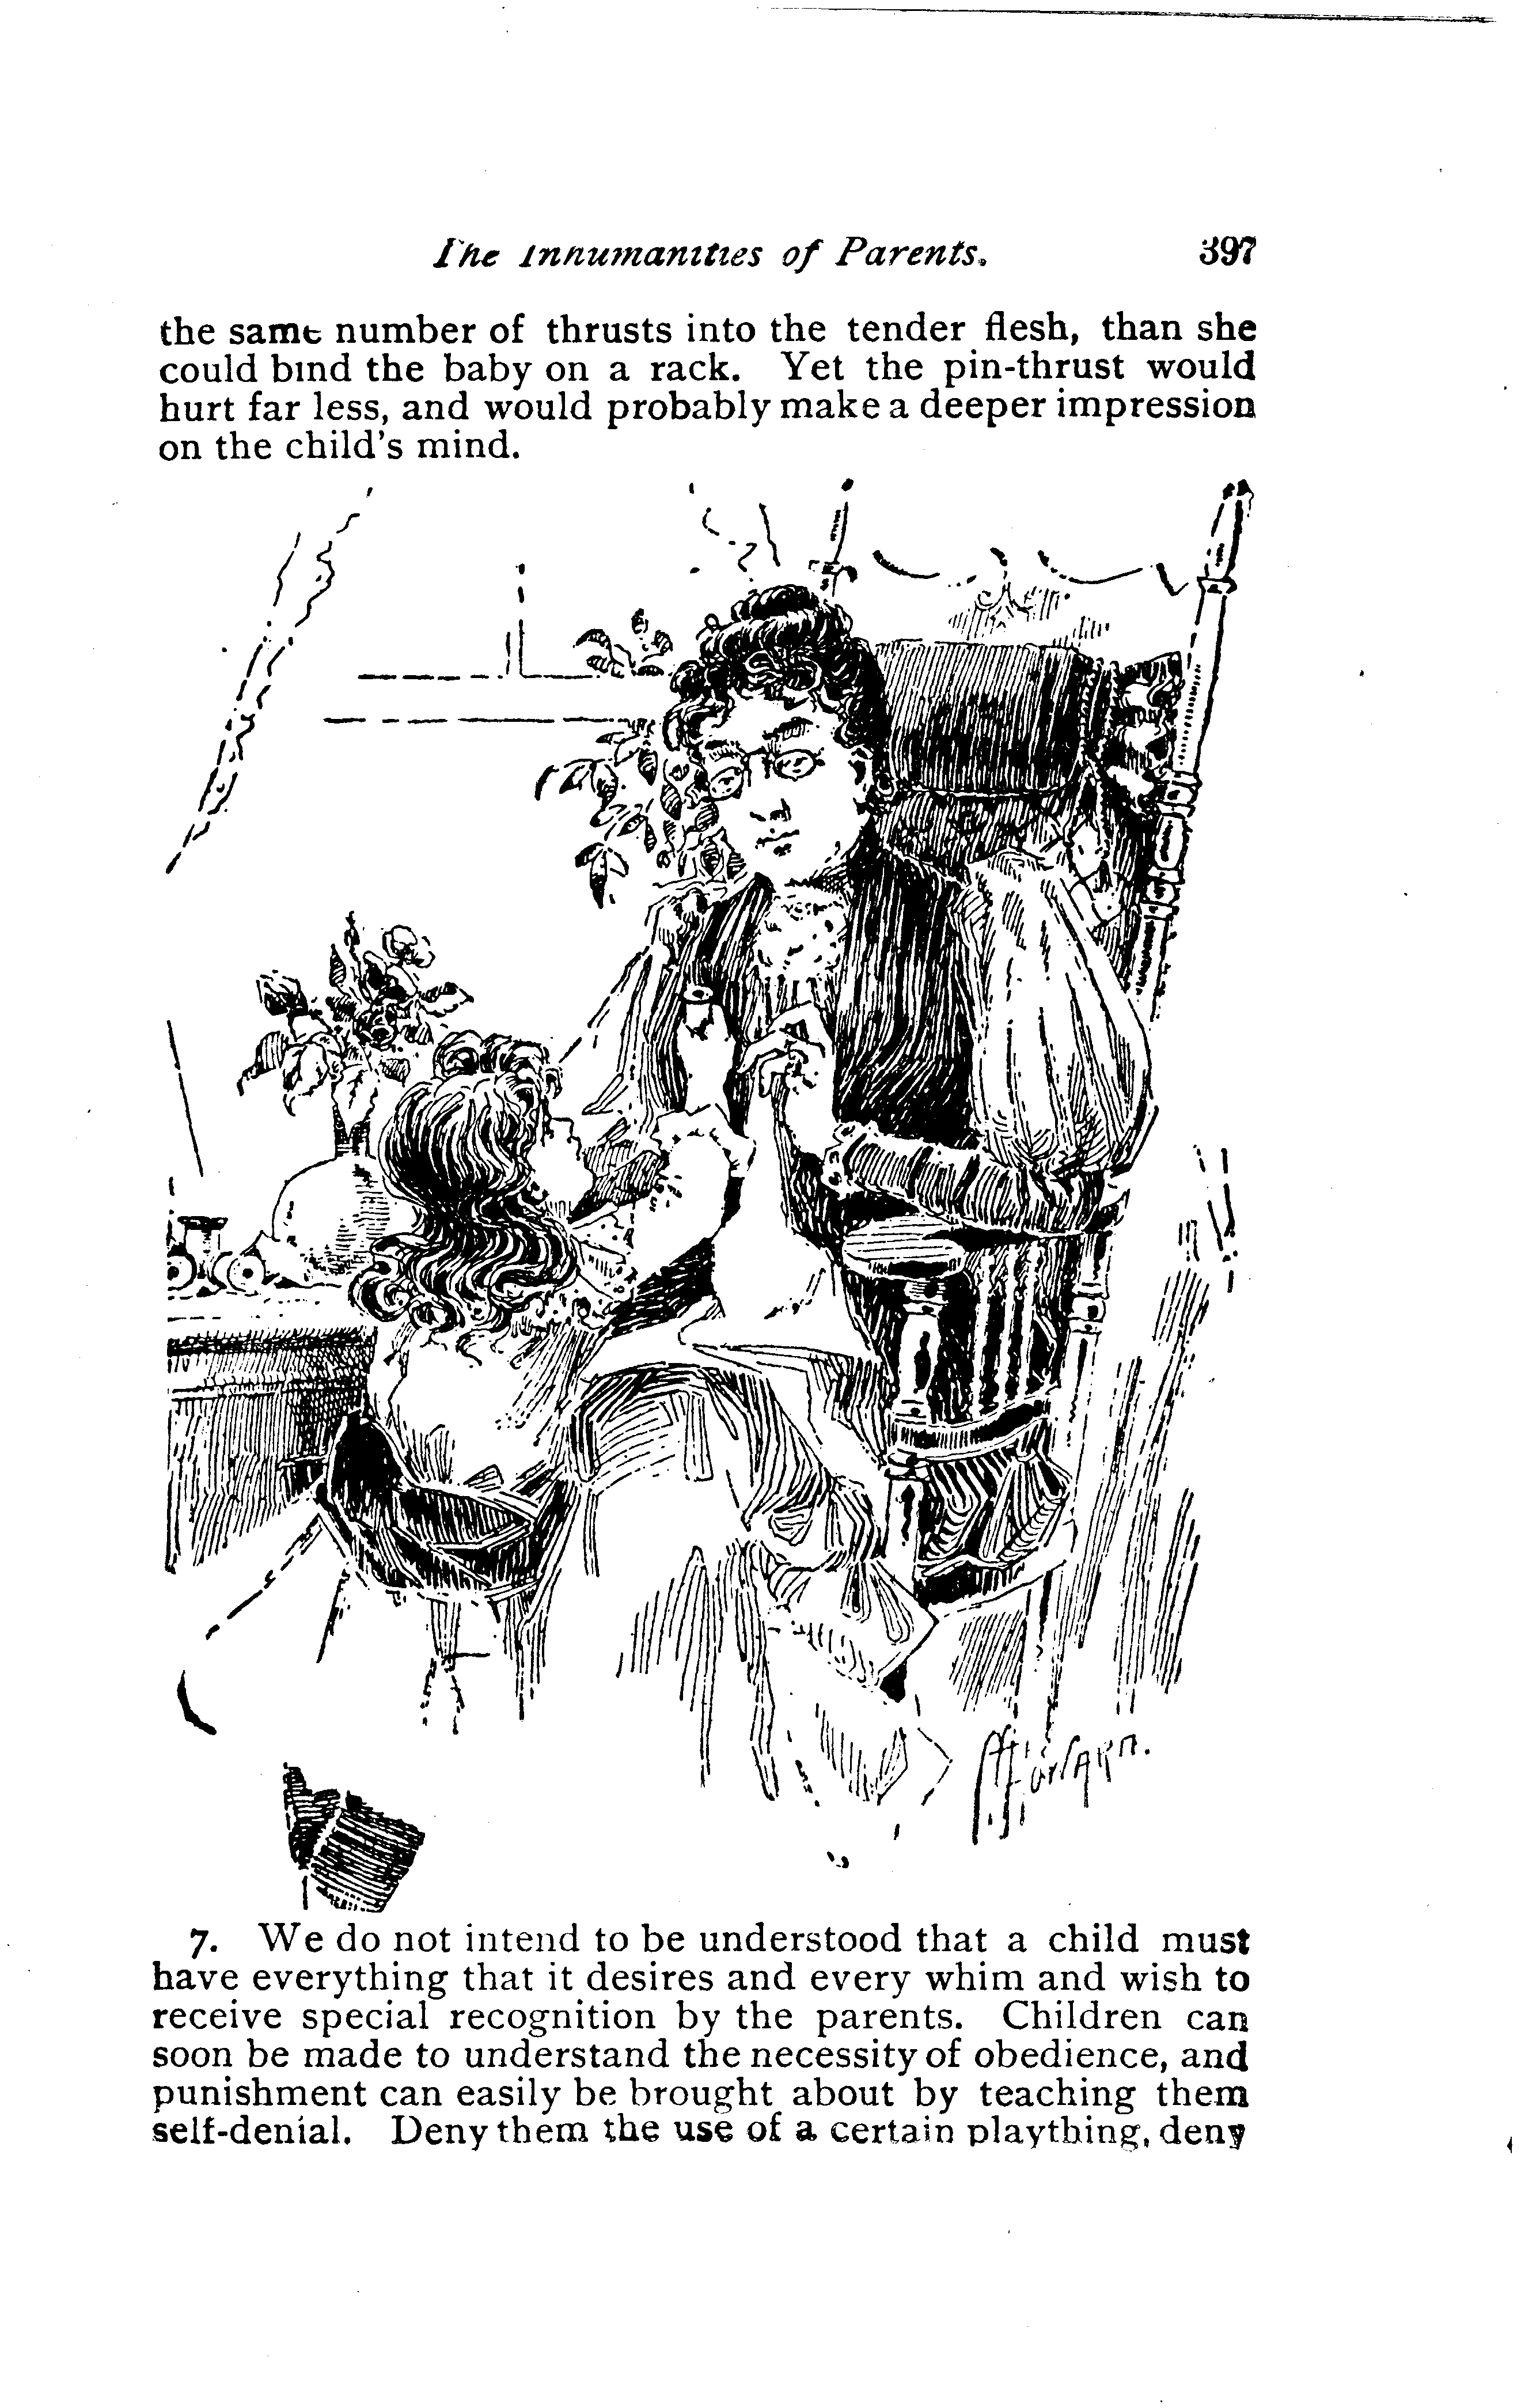 The Inhumanities of Parents. 397
the same number of thrusts into the tender flesh, than she
could bind the baby on a rack. Yet the pin-thrust would
hurt far less, and would probably make a deeper impression
on the child's mind.
7. We do not intend to be understood that a child must
have everything that it desires and every whim and wish to
receive special recognition by the parents. Children can
soon be made to understand the necessity of obedience, and
punishment can easily be brought about by teaching them
self-denial. Deny them the use of a certain plaything, deny